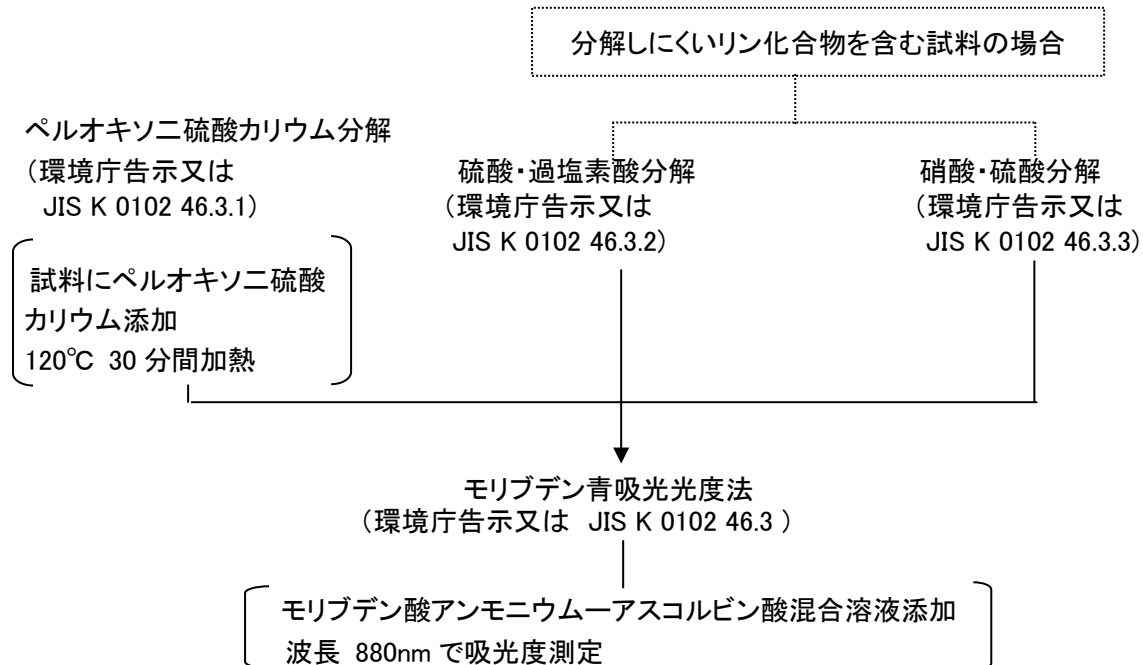 分解しにくいリン化合物を含む試料の場合
ペルオキソ二硫酸カリウム分解
(環境庁告示又は
JIS K 0102 46.3.1)
試料にペルオキソ二硫酸
カリウム添加
120℃ 30 分間加熱
硫酸・過塩素酸分解
(環境庁告示又は
JIS K 0102 46.3.2)
硝酸・硫酸分解
(環境庁告示又は
JIS K 0102 46.3.3)
モリブデン青吸光光度法
(環境庁告示又は JIS K 0102 46.3 )
モリブデン酸アンモニウムーアスコルビン酸混合溶液添加
波長 880nm で吸光度測定